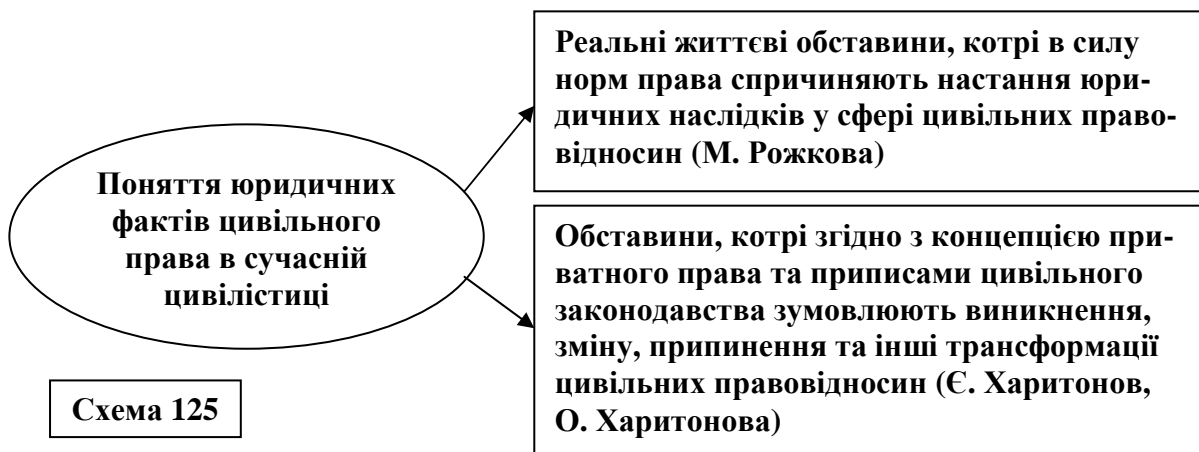 Поняття юридичних
фактів цивільного
права в сучасній
цивілістиці
Реальні життєві обставини, котрі в силу
норм права спричиняють настання юри-
дичних наслідків у сфері цивільних право-
відносин (М. Рожкова)
Обставини, котрі згідно з концепцією при-
ватного права та приписами цивільного
законодавства зумовлюють виникнення,
зміну, припинення та інші трансформації
цивільних правовідносин (Є. Харитонов,
О. Харитонова)
Схема 125